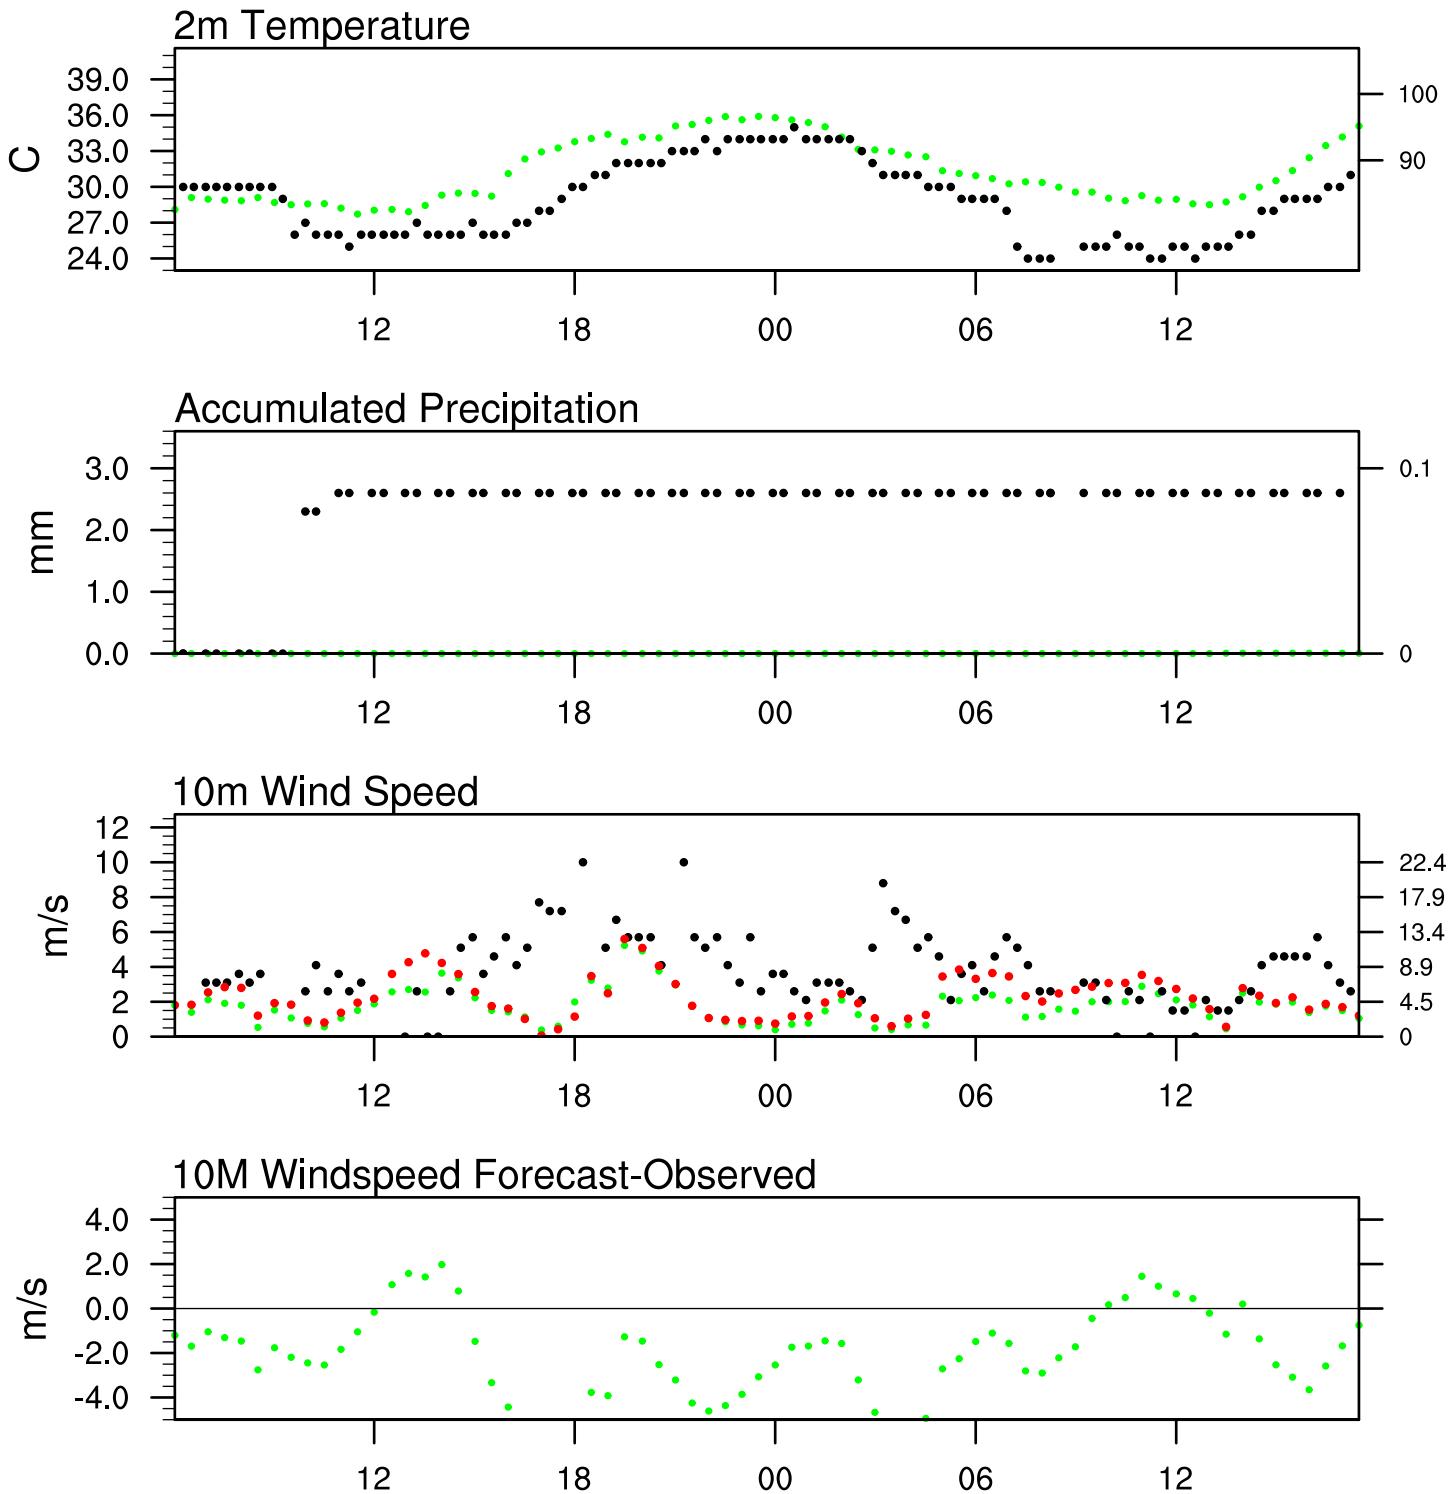 2m Temperature
39.0
36.0
33.0
30.0
27.0
24.0
C
100
90
12 18 00 06 12
Accumulated Precipitation
3.0
2.0
1.0
0.0
mm
0.1
0
12 18 00 06 12
10m Wind Speed
12
10
8
6
4
2
0
m/s
22.4
17.9
13.4
8.9
4.5
0
12 18 00 06 12
10M Windspeed Forecast-Observed
4.0
2.0
0.0
-2.0
-4.0
m/s
12 18 00 06 12